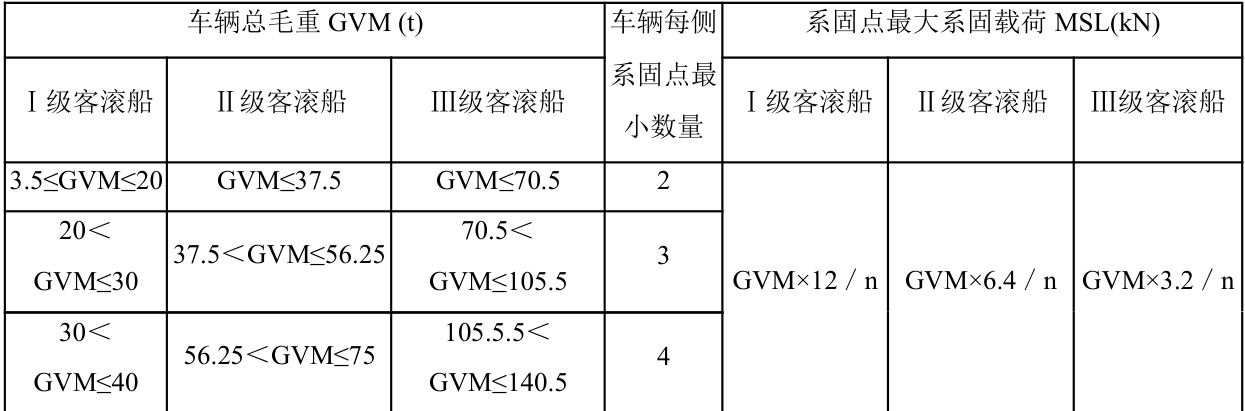 车辆总毛重 GVM (t)
车辆每侧
系固点最
小数量
系固点最大系固载荷 MSL(kN)
Ⅰ级客滚船
Ⅱ级客滚船
Ⅲ级客滚船
Ⅰ级客滚船
Ⅱ级客滚船
Ⅲ级客滚船
3.5≤GVM≤20
GVM≤37.5
GVM≤70.5
2
GVM×12/n
GVM×6.4/n
GVM×3.2/n
20＜
GVM≤30
37.5＜GVM≤56.25
70.5＜
GVM≤105.5
3
30＜
GVM≤40
56.25＜GVM≤75
105.5.5＜
GVM≤140.5
4